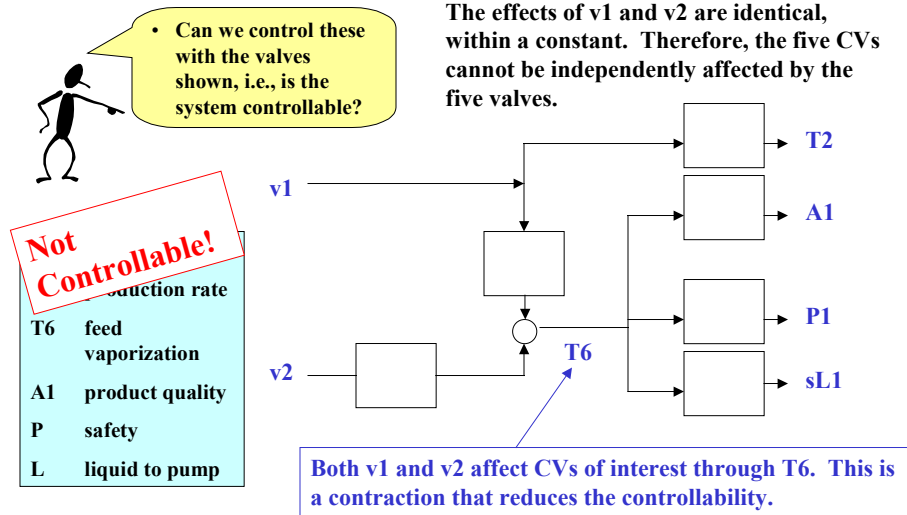 • Can we control these
with the valves
shown, i.e., is the
system controllable?
The effects of v1 and v2 are identical,
within a constant. Therefore, the five CVs
cannot be independently affected by the
five valves.
T2
v1
A1
Not
Controllable!
rate
T6 feed
vaporization
A1 product quality
P safety
L liquid to pump
P1
T6
v2
sL1
Both v1 and v2 affect CVs of interest through T6. This is
a contraction that reduces the controllability.